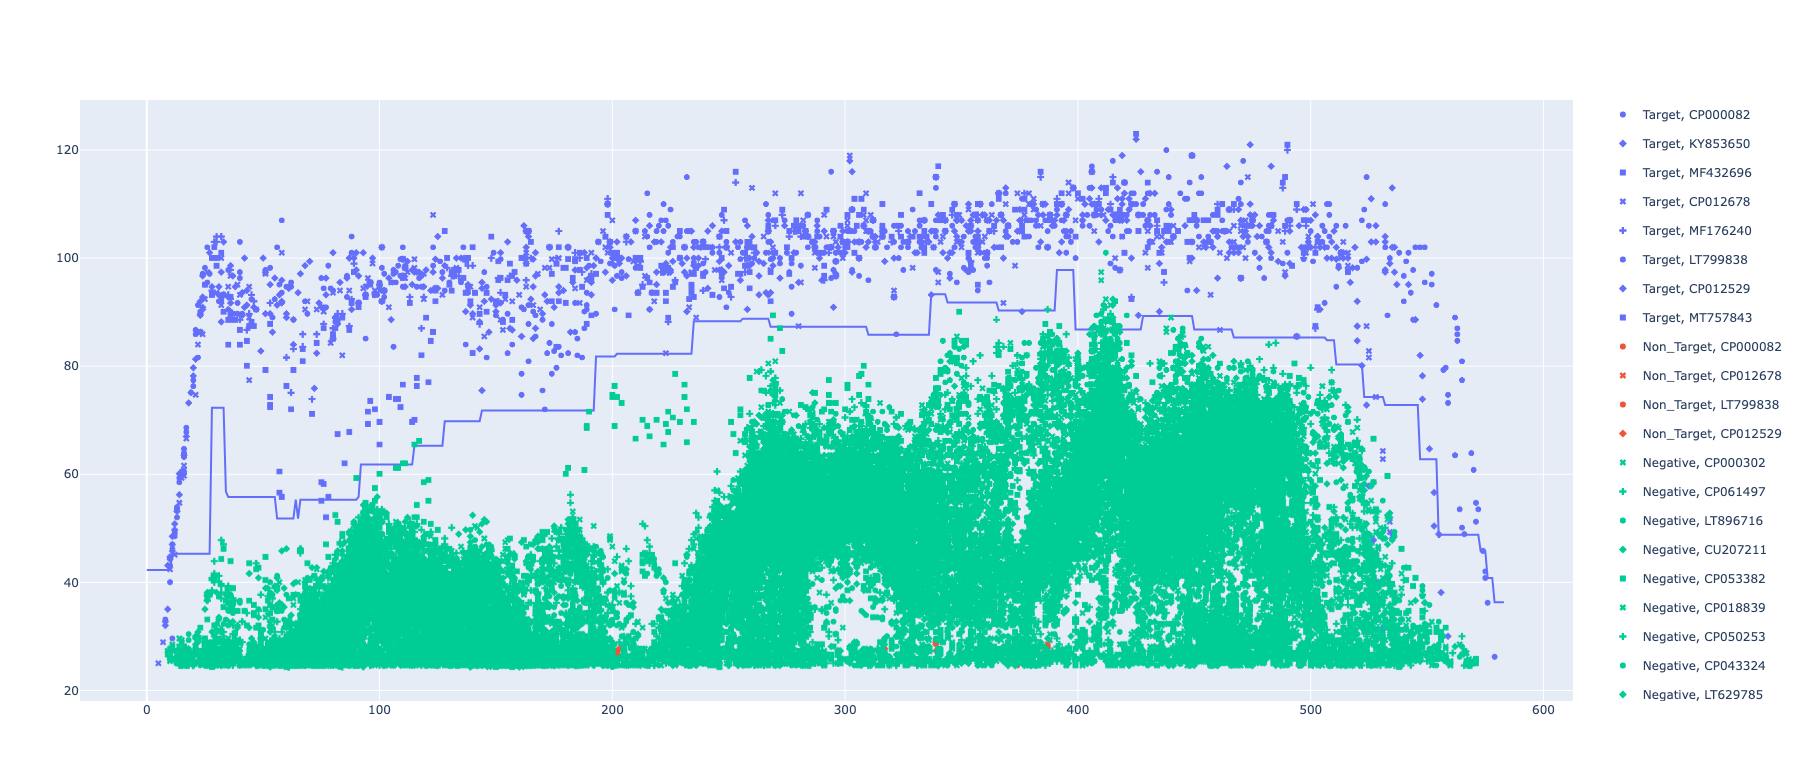 120
100
80
60
40
20
0 100 200 300 400 500 600
Target, CP000082
Target, KY853650
Target, MF432696
Target, CP012678
Target, MF176240
Target, LT799838
Target, CP012529
Target, MT757843
Non_Target, CP000082
Non_Target, CP012678
Non_Target, LT799838
Non_Target, CP012529
Negative, CP000302
Negative, CP061497
Negative, LT896716
Negative, CU207211
Negative, CP053382
Negative, CP018839
Negative, CP050253
Negative, CP043324
Negative, LT629785